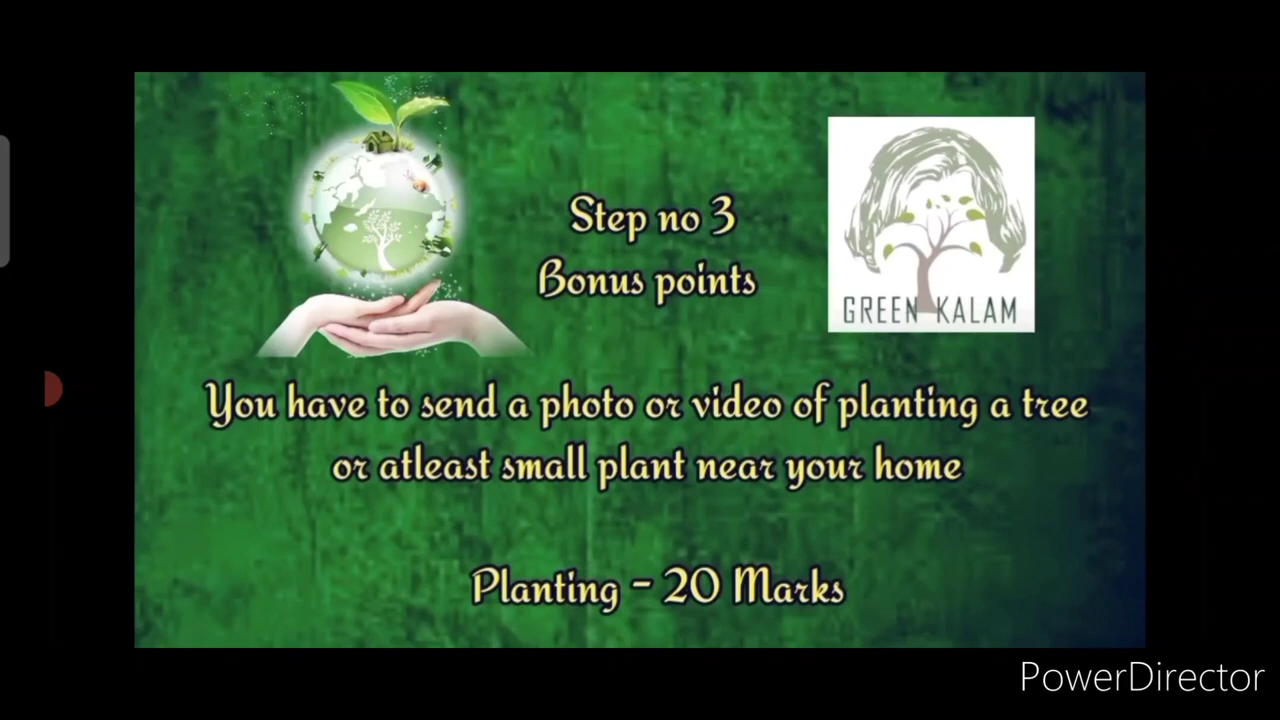 Step no 3
Bonus points
GREEN KALAM
You have to send a photo or video of planting a tree
or atleast small plant near your home
Planting - 20 Marks
PowerDirector